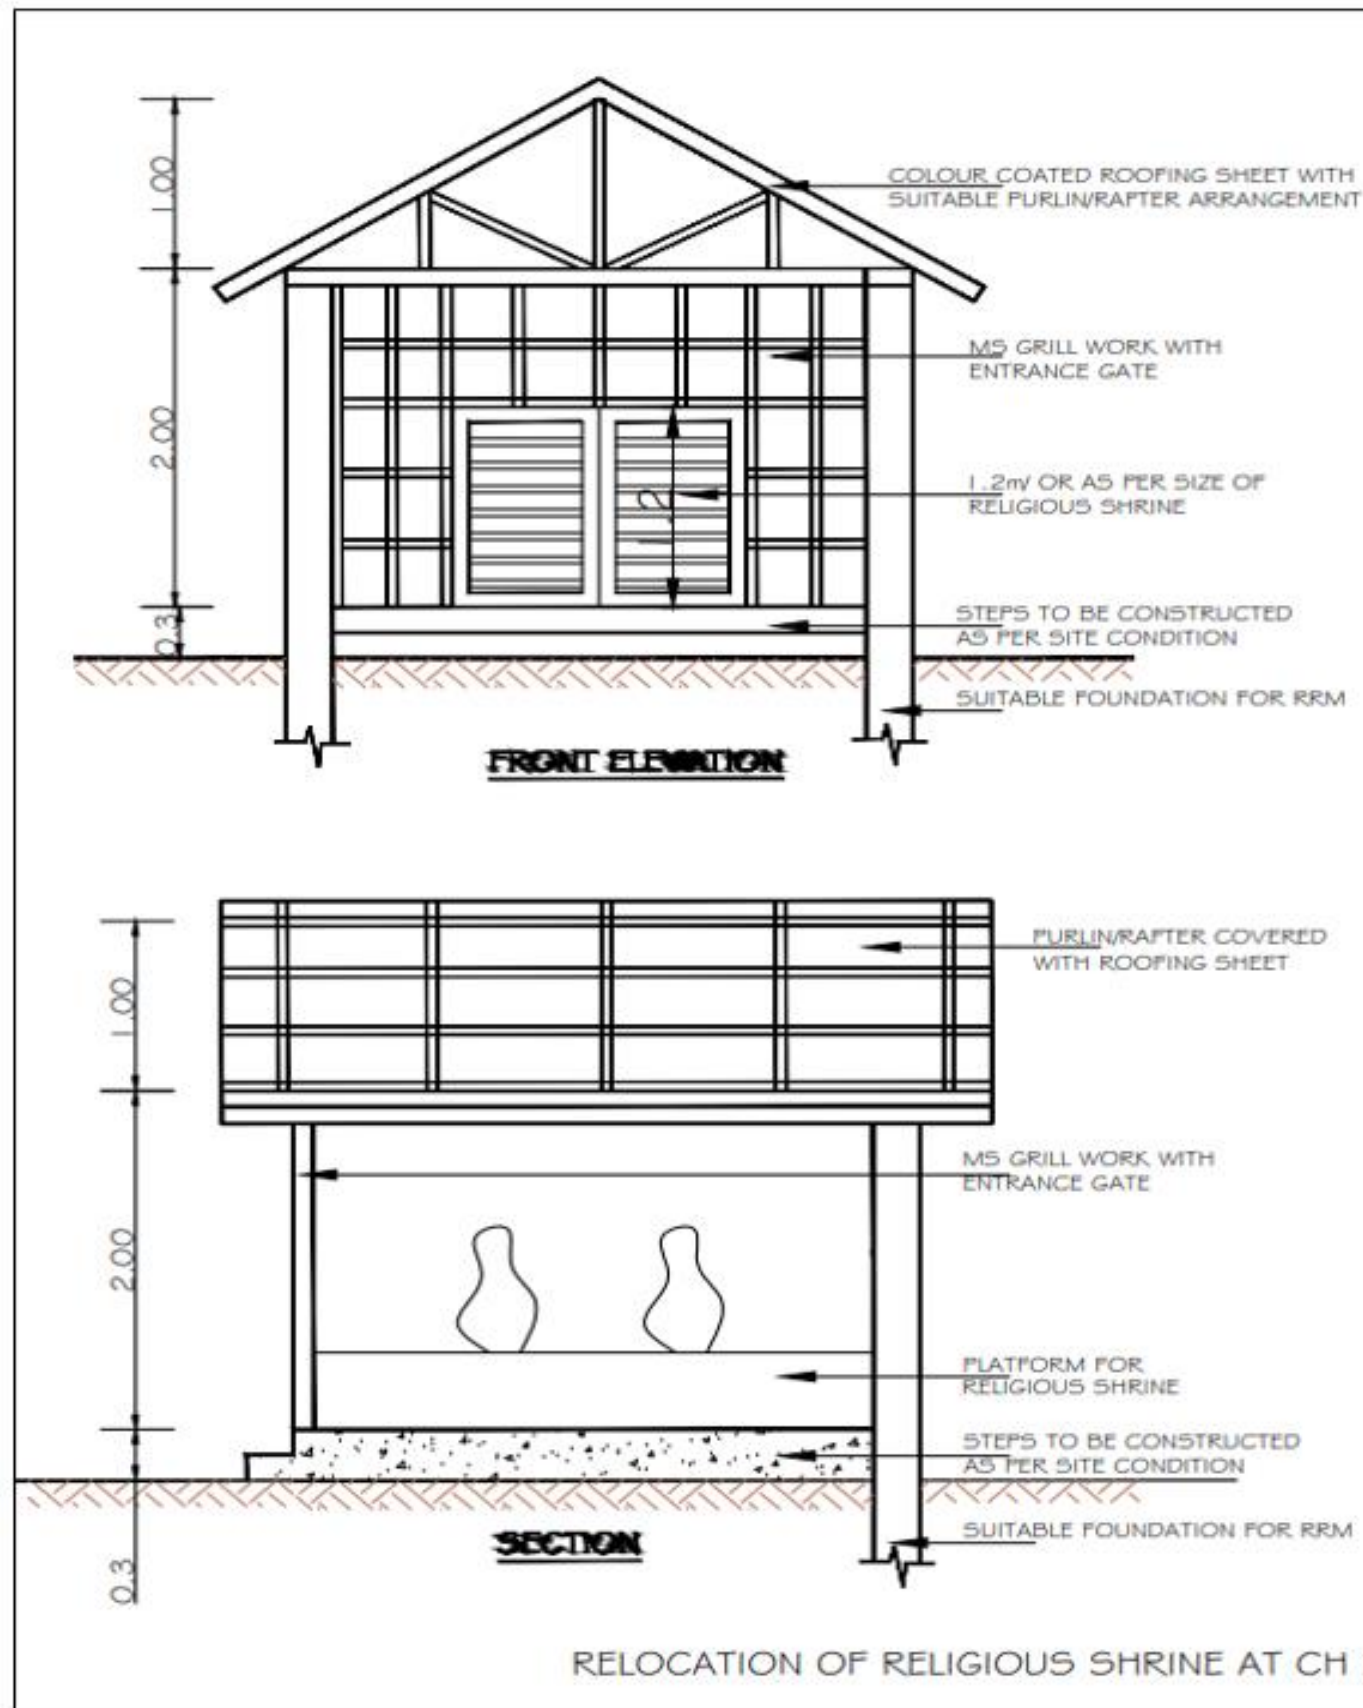 1.00
COLOUR COATED ROOFING SHEET WITH
SUITABLE PURLIN/RAFTER ARRANGEMENT
2.00
MS GRILL WORK WITH
ENTRANCE GATE
1.2
1.2m/ OR AS PER SIZE OF
RELIGIOUS SHRINE
0.3
STEPS TO BE CONSTRUCTED
AS PER SITE CONDITION
SUITABLE FOUNDATION FOR RRM
FRONT ELEVATION
1.00
PURLIN/RAFTER COVERED
WITH ROOFING SHEET
2.00
MS GRILL WORK WITH
ENTRANCE GATE
PLATFORM FOR
RELIGIOUS SHRINE
STEPS TO BE CONSTRUCTED
AS PER SITE CONDITION
0.3
SUITABLE FOUNDATION FOR RRM
SECTION
RELOCATION OF RELIGIOUS SHRINE AT CH